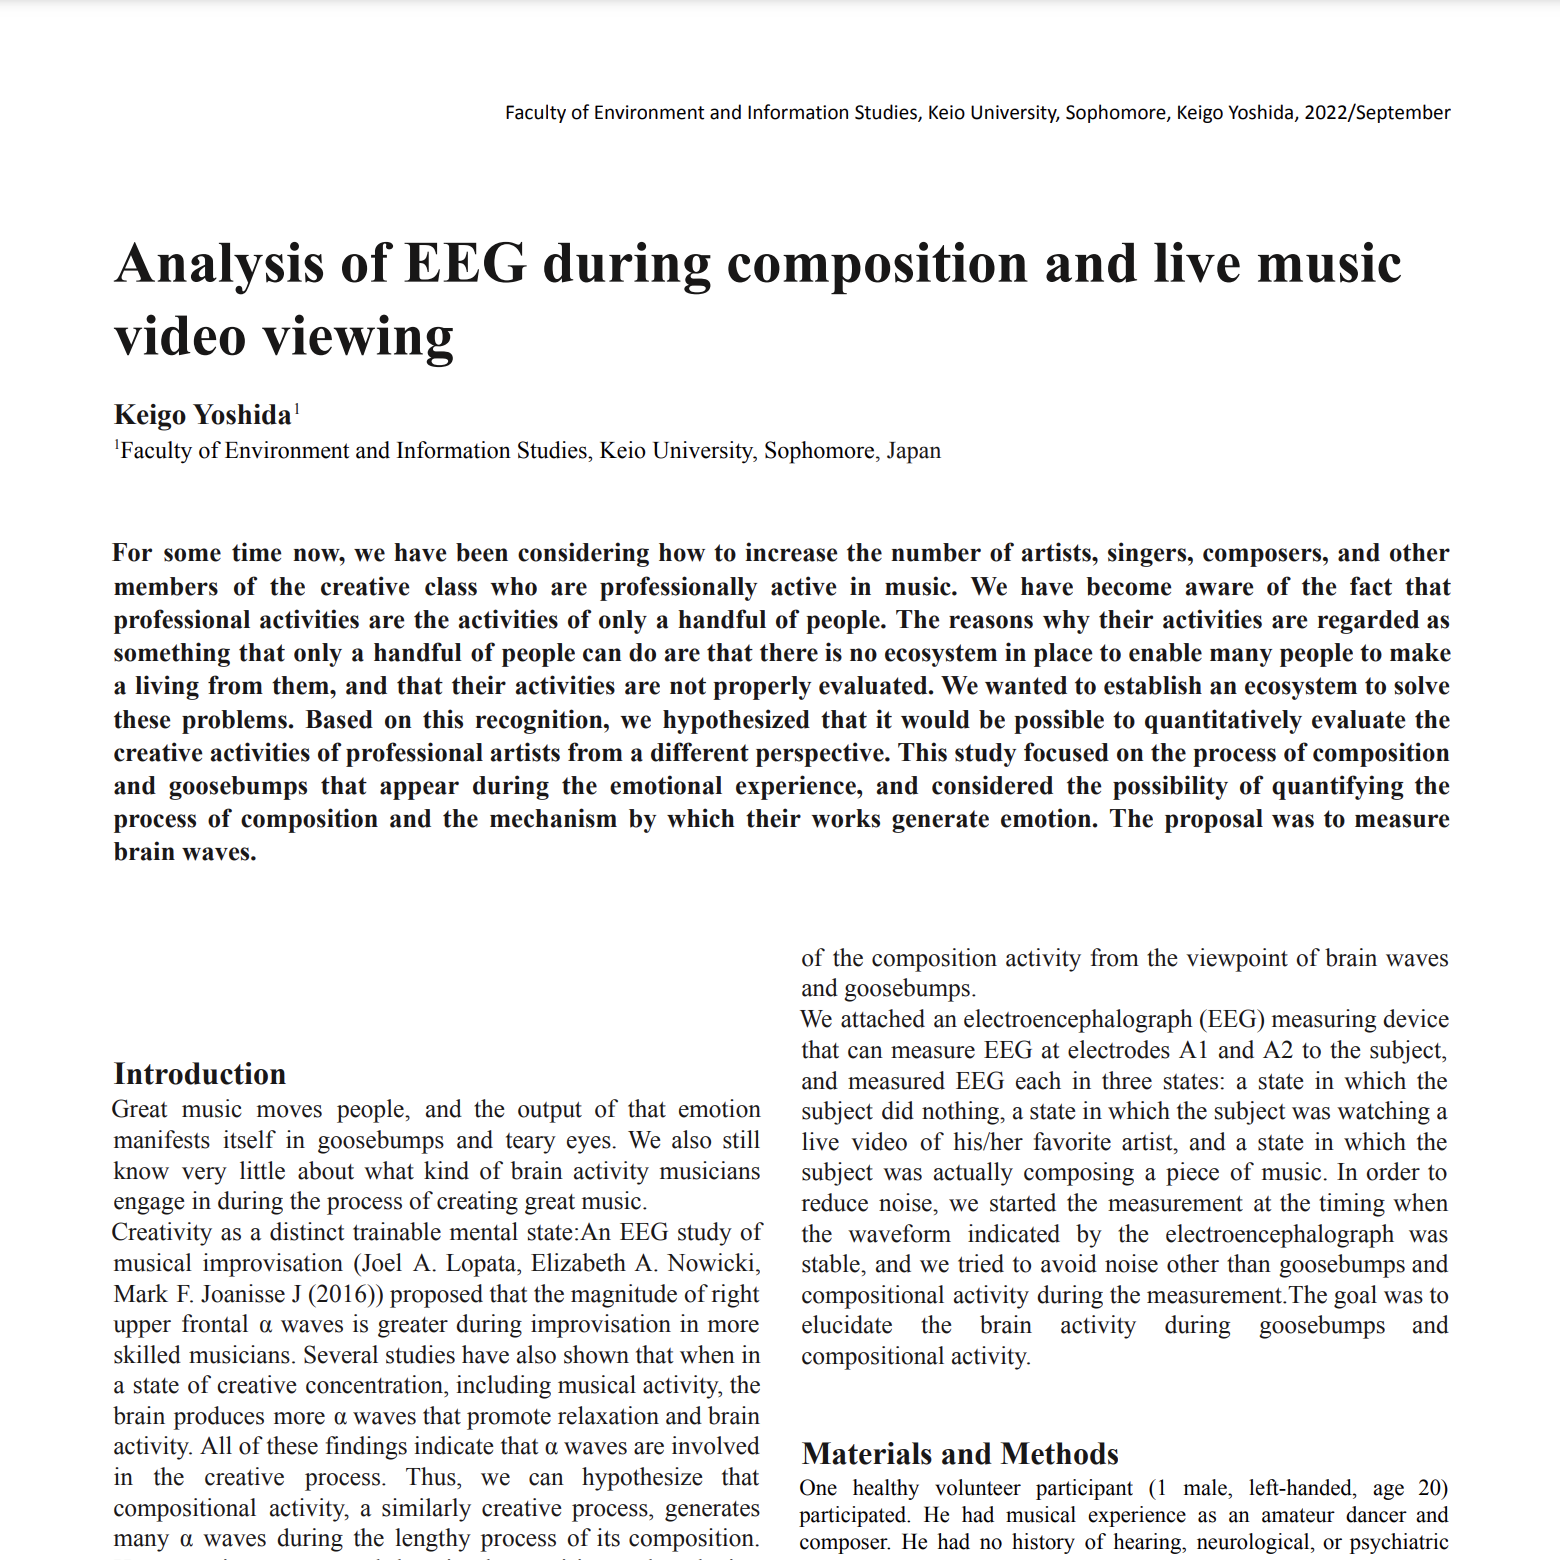 Faculty of Environment and Information Studies, Keio University, Sophomore, Keigo Yoshida, 2022/September
Analysis of EEG during composition and live music
video viewing
Keigo Yoshida1
1Faculty of Environment and Information Studies, Keio University, Sophomore, Japan
For some time now, we have been considering how to increase the number of artists, singers, composers, and other
members of the creative class who are professionally active in music. We have become aware of the fact that
professional activities are the activities of only a handful of people. The reasons why their activities are regarded as
something that only a handful of people can do are that there is no ecosystem in place to enable many people to make
a living from them, and that their activities are not properly evaluated. We wanted to establish an ecosystem to solve
these problems. Based on this recognition, we hypothesized that it would be possible to quantitatively evaluate the
creative activities of professional artists from a different perspective. This study focused on the process of composition
and goosebumps that appear during the emotional experience, and considered the possibility of quantifying the
process of composition and the mechanism by which their works generate emotion. The proposal was to measure
brain waves.
Introduction
Great music moves people, and the output of that emotion
manifests itself in goosebumps and teary eyes. We also still
know very little about what kind of brain activity musicians
engage in during the process of creating great music.
Creativity as a distinct trainable mental state:An EEG study of
musical improvisation (Joel A. Lopata, Elizabeth A. Nowicki,
Mark F. Joanisse J (2016)) proposed that the magnitude of right
upper frontal α waves is greater during improvisation in more
skilled musicians. Several studies have also shown that when in
a state of creative concentration, including musical activity, the
brain produces more α waves that promote relaxation and brain
activity. All of these findings indicate that α waves are involved
in the creative process. Thus, we can hypothesize that
compositional activity, a similarly creative process, generates
many α waves during the lengthy process of its composition.
of the composition activity from the viewpoint of brain waves
and goosebumps.
We attached an electroencephalograph (EEG) measuring device
that can measure EEG at electrodes A1 and A2 to the subject,
and measured EEG each in three states: a state in which the
subject did nothing, a state in which the subject was watching a
live video of his/her favorite artist, and a state in which the
subject was actually composing a piece of music. In order to
reduce noise, we started the measurement at the timing when
the waveform indicated by the electroencephalograph was
stable, and we tried to avoid noise other than goosebumps and
compositional activity during the measurement.The goal was to
elucidate the brain activity during goosebumps and
compositional activity.
Materials and Methods
One healthy volunteer participant (1 male, left-handed, age 20)
participated. He had musical experience as an amateur dancer and
composer. He had no history of hearing, neurological, or psychiatric